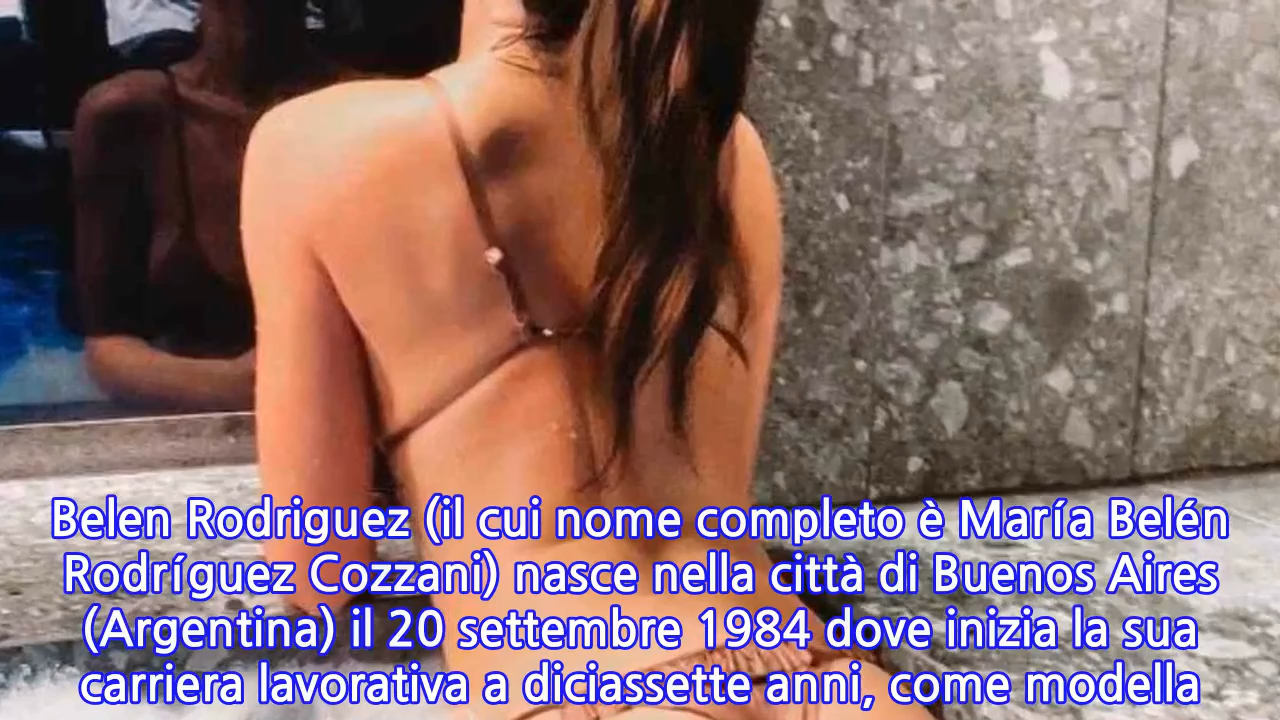 Belen Rodriguez (il cui nome completo è María Belén
Rodríguez Cozzani) nasce nella città di Buenos Aires
(Argentina) il 20 settembre 1984 dove inizia la sua
carriera lavorativa a diciassette anni, come modella